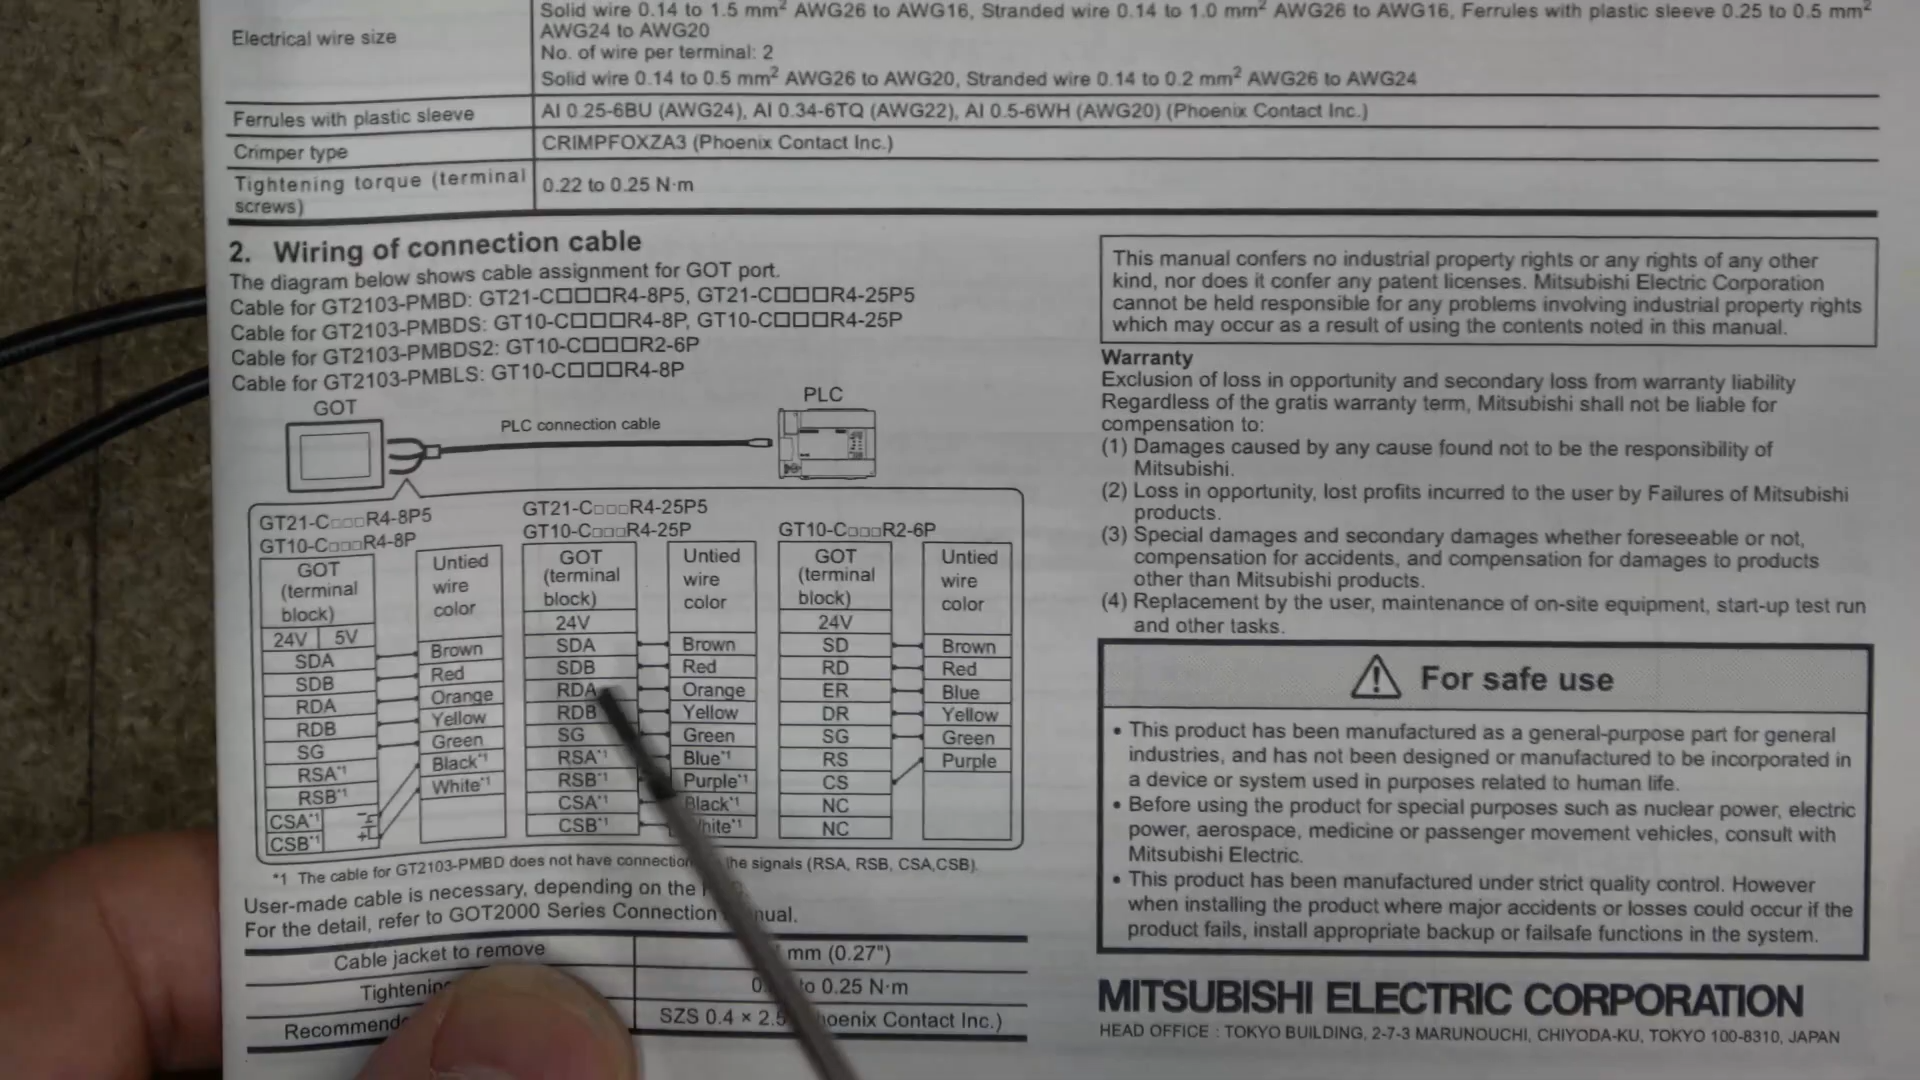 Solid wire 0.14 to 1.5 mm² AWG26 to AWG16, Stranded wire 0.14 to 1.0 mm² AWG26 to AWG16, Ferrules with plastic sleeve 0.25 to 0.5 mm²
AWG24 to AWG20
Electrical wire size
No. of wire per terminal: 2
Solid wire 0.14 to 0.5 mm² AWG26 to AWG20, Stranded wire 0.14 to 0.2 mm² AWG26 to AWG24
Ferrules with plastic sleeve AI 0.25-6BU (AWG24), AI 0.34-6TQ (AWG22), AI 0.5-6WH (AWG20) (Phoenix Contact Inc.)
Crimper type CRIMPFOXZA3 (Phoenix Contact Inc.)
Tightening torque (terminal screws) 0.22 to 0.25 N·m
2. Wiring of connection cable
The diagram below shows cable assignment for GOT port.
Cable for GT2103-PMBD: GT21-C□□□R4-8P5, GT21-C□□□R4-25P5
Cable for GT2103-PMBDS: GT10-C□□□R4-8P, GT10-C□□□R4-25P
Cable for GT2103-PMBDS2: GT10-C□□□R2-6P
Cable for GT2103-PMBLS: GT10-C□□□R4-8P
GOT
PLC connection cable
PLC
GT21-C□□□R4-8P5
GT10-C□□□R4-8P
GOT
(terminal
block)
24V 5V
SDA
SDB
RDA
RDB
SG
RSA*1
RSB*1
CSA*1
CSB*1
Untied
wire
color
Brown
Red
Orange
Yellow
Green
Black*1
White*1
GT21-C□□□R4-25P5
GT10-C□□□R4-25P
GOT
(terminal
block)
24V
SDA
SDB
RDA
RDB
SG
RSA*1
RSB*1
CSA*1
CSB*1
Untied
wire
color
Brown
Red
Orange
Yellow
Green
Blue*1
Purple*1
Black*1
GT10-C□□□R2-6P
GOT
(terminal
block)
24V
SD
RD
ER
DR
SG
RS
CS
NC
NC
Untied
wire
color
Brown
Red
Blue
Yellow
Green
Purple
*1 The cable for GT2103-PMBD does not have the signals (RSA, RSB, CSA,CSB).
User-made cable is necessary, depending on the
For the detail, refer to GOT2000 Series Connection
Cable jacket to remove mm (0.27")
to 0.25 N·m
SZS 0.4 × 2.5 Contact Inc.)
This manual confers no industrial property rights or any rights of any other
kind, nor does it confer any patent licenses. Mitsubishi Electric Corporation
cannot be held responsible for any problems involving industrial property rights
which may occur as a result of using the contents noted in this manual.
Warranty
Exclusion of loss in opportunity and secondary loss from warranty liability
Regardless of the gratis warranty term, Mitsubishi shall not be liable for
compensation to:
(1) Damages caused by any cause found not to be the responsibility of
Mitsubishi.
(2) Loss in opportunity, lost profits incurred to the user by Failures of Mitsubishi
products.
(3) Special damages and secondary damages whether foreseeable or not,
compensation for accidents, and compensation for damages to products
other than Mitsubishi products.
(4) Replacement by the user, maintenance of on-site equipment, start-up test run
and other tasks.
For safe use
• This product has been manufactured as a general-purpose part for general
industries, and has not been designed or manufactured to be incorporated in
a device or system used in purposes related to human life.
• Before using the product for special purposes such as nuclear power, electric
power, aerospace, medicine or passenger movement vehicles, consult with
Mitsubishi Electric.
• This product has been manufactured under strict quality control. However
when installing the product where major accidents or losses could occur if the
product fails, install appropriate backup or failsafe functions in the system.
MITSUBISHI ELECTRIC CORPORATION
HEAD OFFICE : TOKYO BUILDING, 2-7-3 MARUNOUCHI, CHIYODA-KU, TOKYO 100-8310, JAPAN